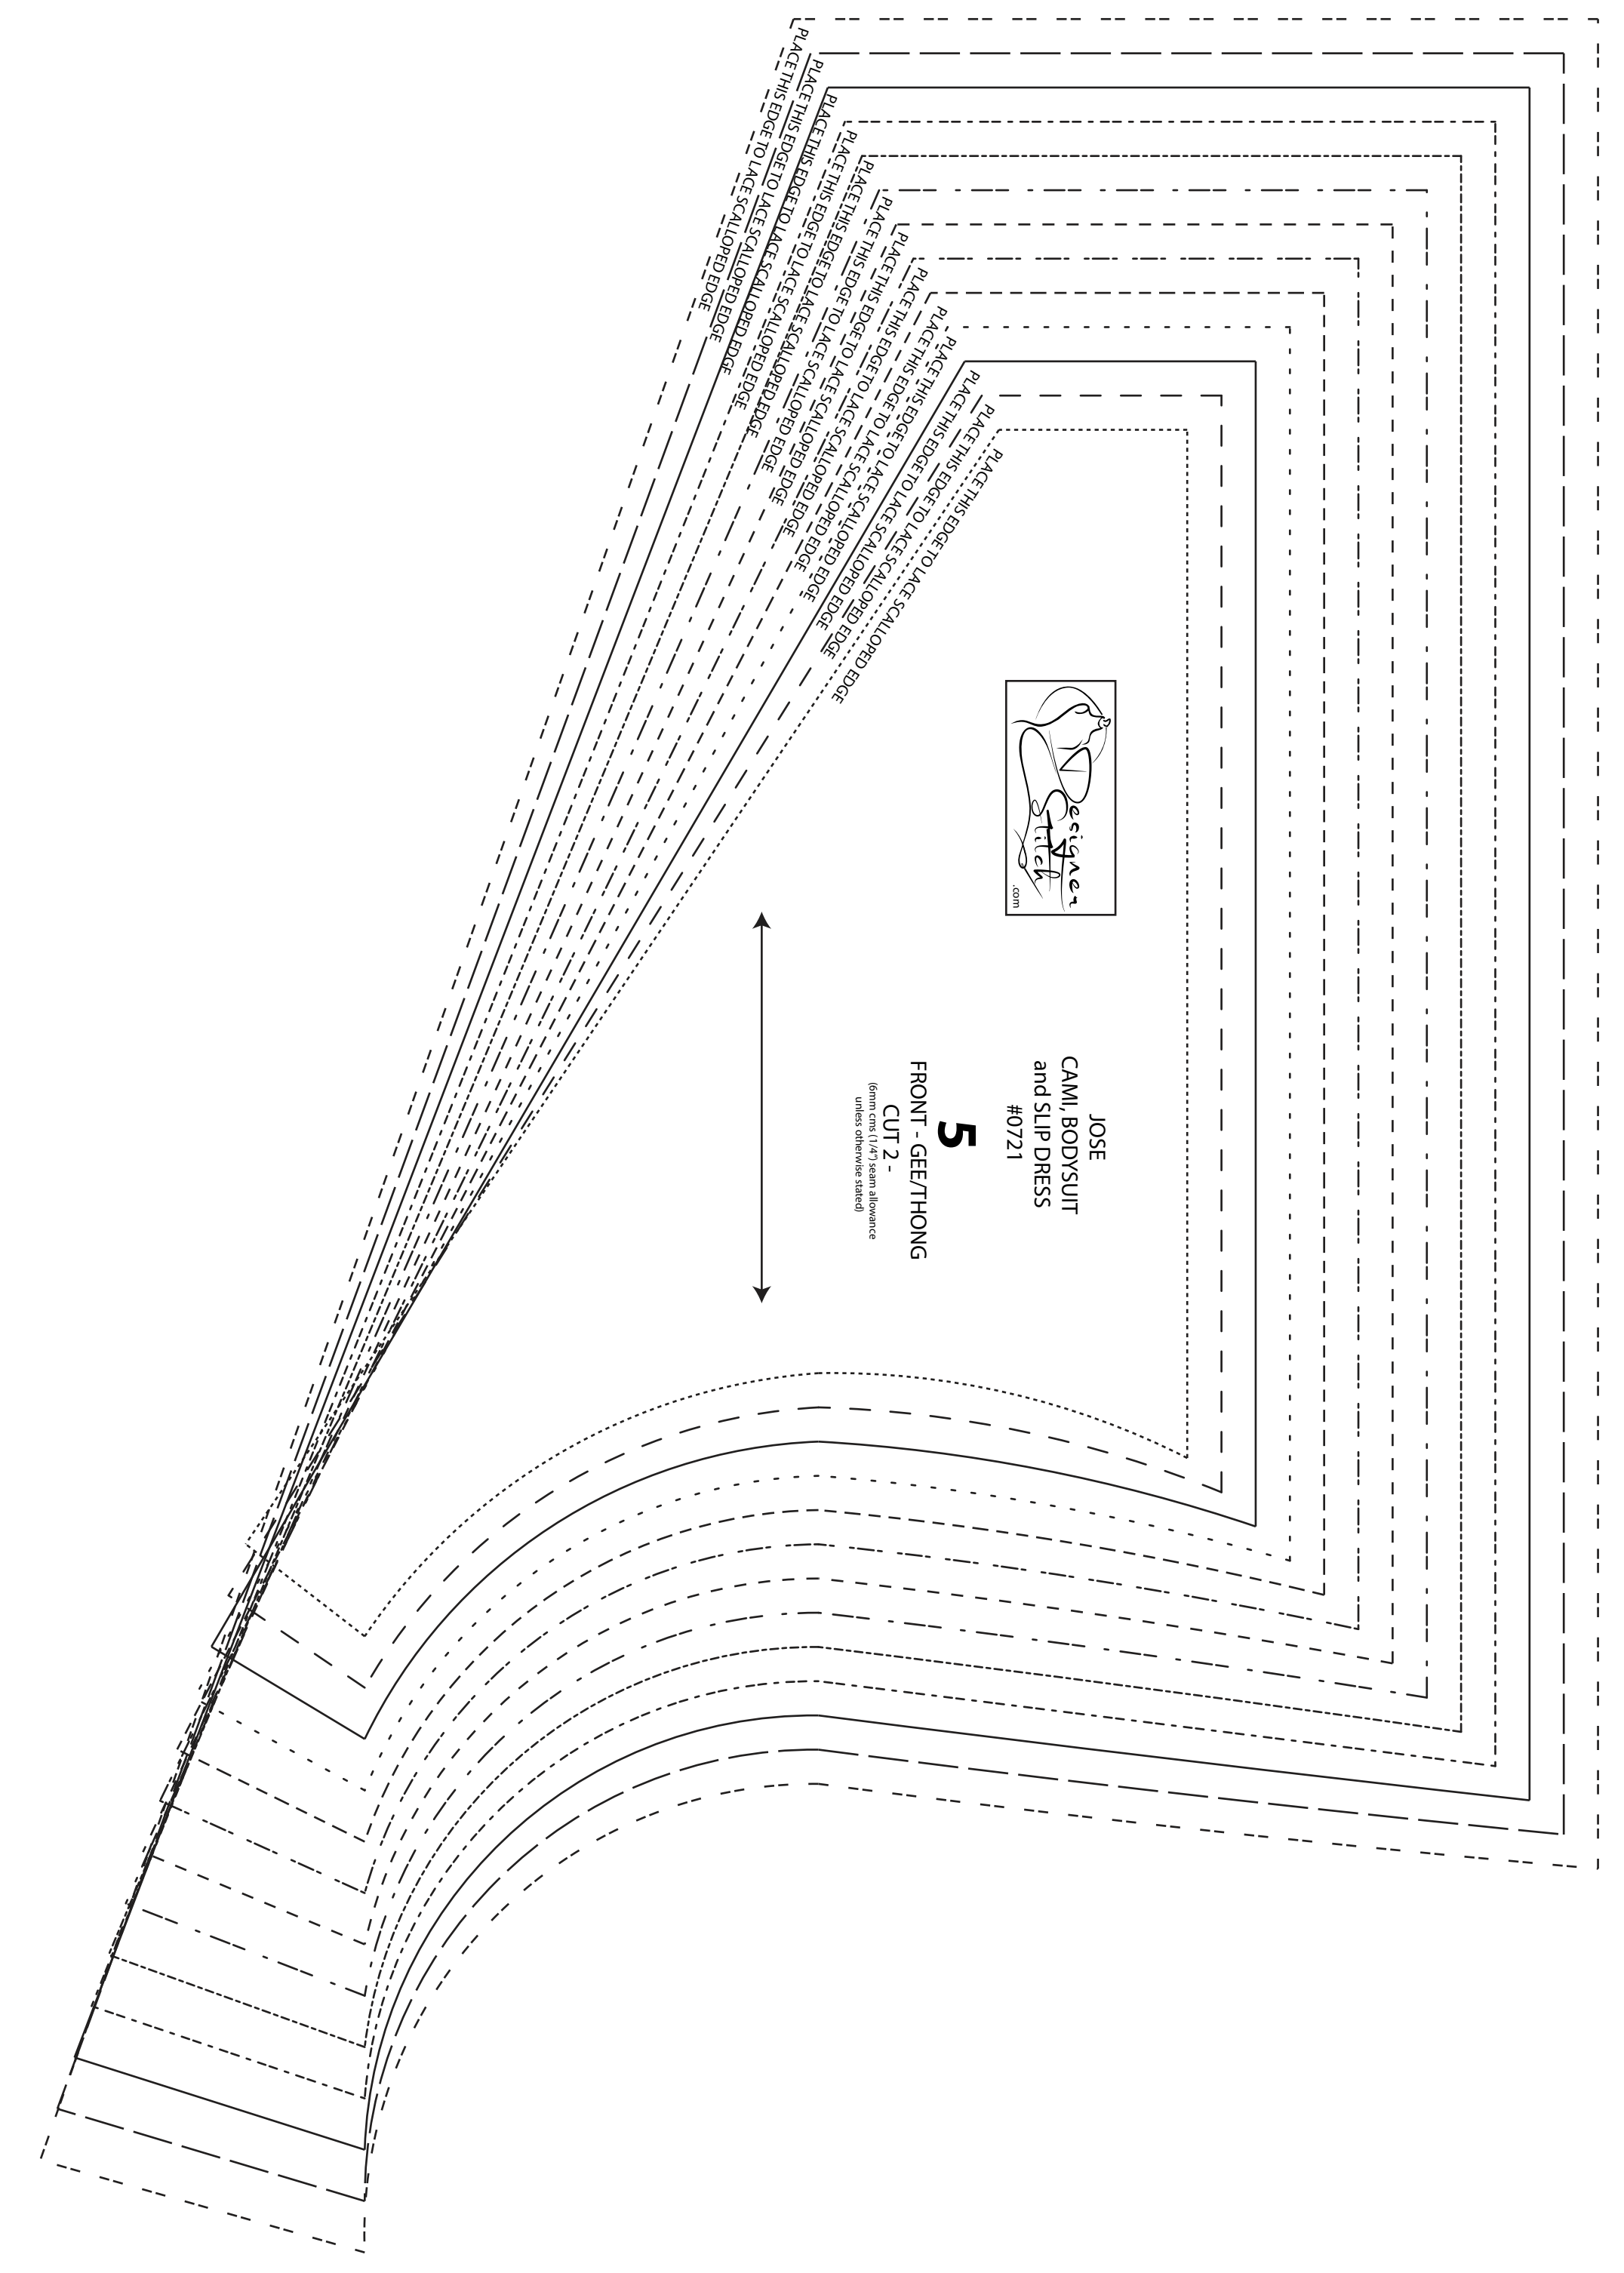 Designer
Stitch
.com
JOSE
CAMI, BODYSUIT
and SLIP DRESS
#0721
5
FRONT - GEE/THONG
CUT 2 -
(6mm cms (1/4") seam allowance
unless otherwise stated)
PLACE THIS EDGE TO LACE SCALLOPED EDGE
PLACE THIS EDGE TO LACE SCALLOPED EDGE
PLACE THIS EDGE TO LACE SCALLOPED EDGE
PLACE THIS EDGE TO LACE SCALLOPED EDGE
PLACE THIS EDGE TO LACE SCALLOPED EDGE
PLACE THIS EDGE TO LACE SCALLOPED EDGE
PLACE THIS EDGE TO LACE SCALLOPED EDGE
PLACE THIS EDGE TO LACE SCALLOPED EDGE
PLACE THIS EDGE TO LACE SCALLOPED EDGE
PLACE THIS EDGE TO LACE SCALLOPED EDGE
PLACE THIS EDGE TO LACE SCALLOPED EDGE
PLACE THIS EDGE TO LACE SCALLOPED EDGE
PLACE THIS EDGE TO LACE SCALLOPED EDGE